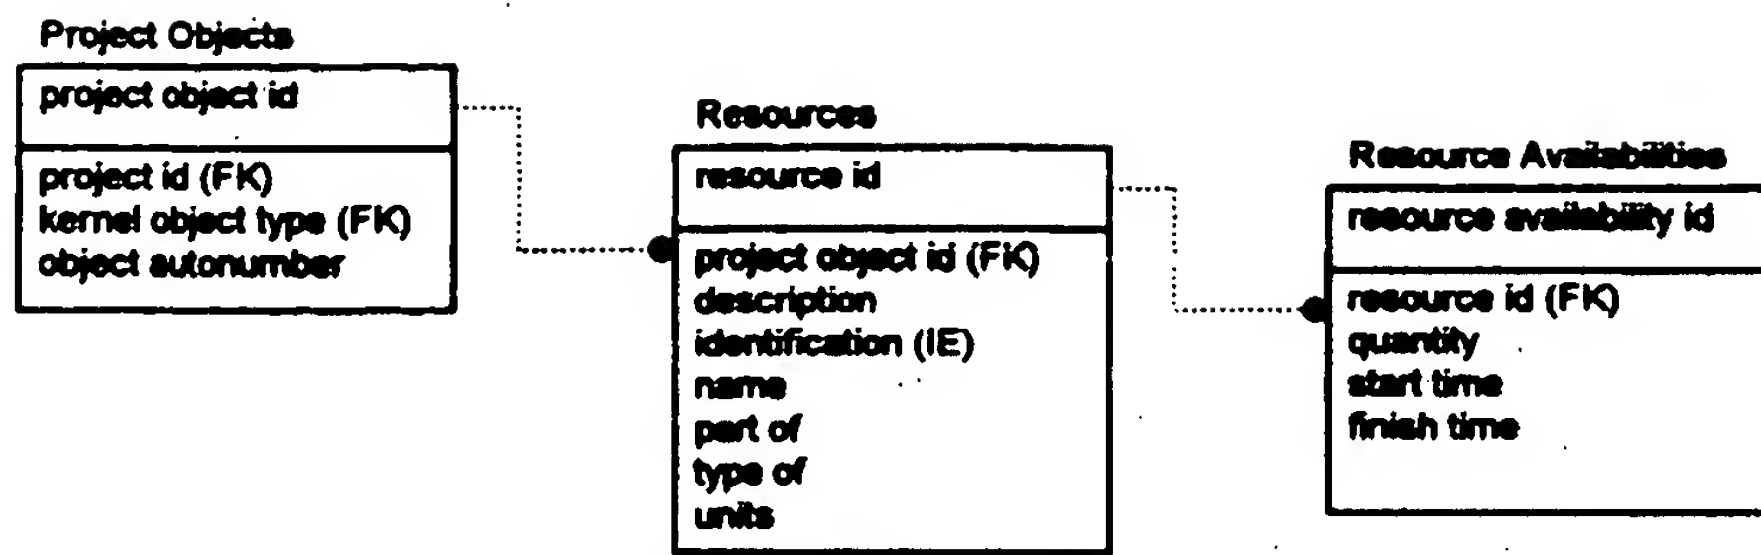 Project Objects
project object id
project id (FK)
kernel object type (FK)
object autonumber
Resources
resource id
project object id (FK)
description
identification (IE)
name
part of
type of
units
Resource Availabilities
resource availability id
resource id (FK)
quantity
start time
finish time